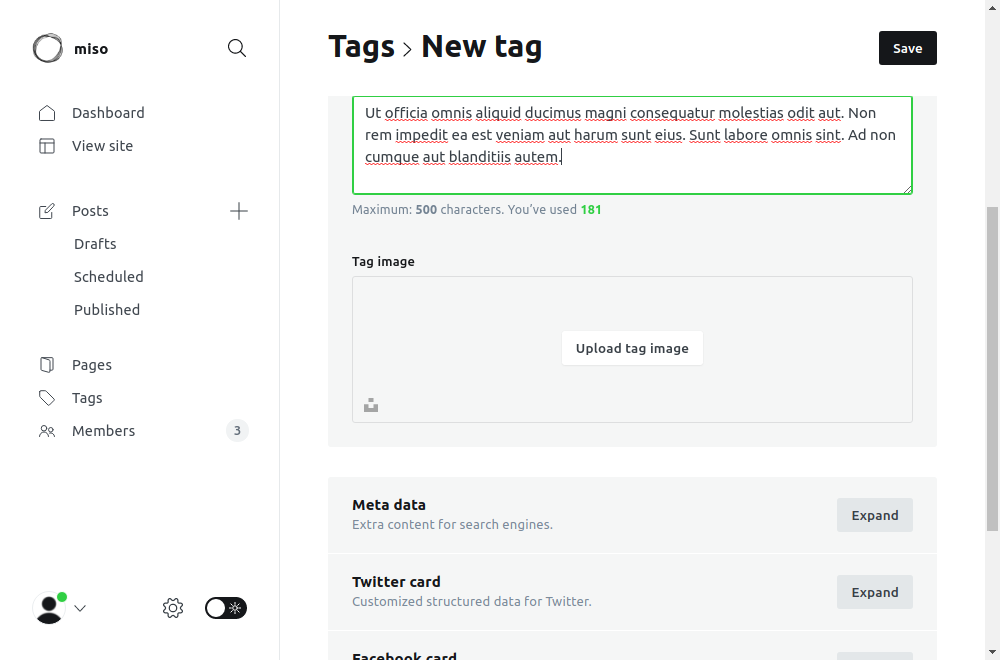 miso
Dashboard
View site
Posts
Drafts
Scheduled
Published
Pages
Tags
Members
3
Tags
New tag
Save
Ut officia omnis aliquid ducimus magni consequatur molestias odit aut. Non
rem impedit ea est veniam aut harum sunt eius. Sunt labore omnis sint. Ad non
cumque aut blanditiis autem.
Maximum: 500 characters. You’ve used 181
Tag image
Upload tag image
Meta data
Extra content for search engines.
Expand
Twitter card
Customized structured data for Twitter.
Expand
Facebook card